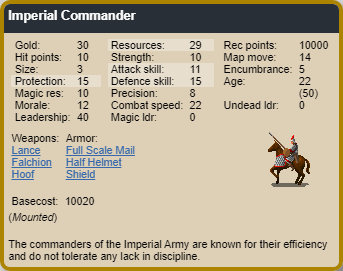 Imperial Commander
Gold: 30 Resources: 29 Rec points: 10000
Hit points: 10 Strength: 10 Map move: 14
Size: 3 Attack skill: 11 Encumbrance: 5
Protection: 15 Defence skill: 15 Age: 22
Magic res: 10 Precision: 8 (50)
Morale: 12 Combat speed: 22 Undead ldr: 0
Leadership: 40 Magic ldr: 0
Weapons: Armor:
Lance Full Scale Mail
Falchion Half Helmet
Hoof Shield
Basecost: 10020
(Mounted)
The commanders of the Imperial Army are known for their efficiency
and do not tolerate any lack in discipline.